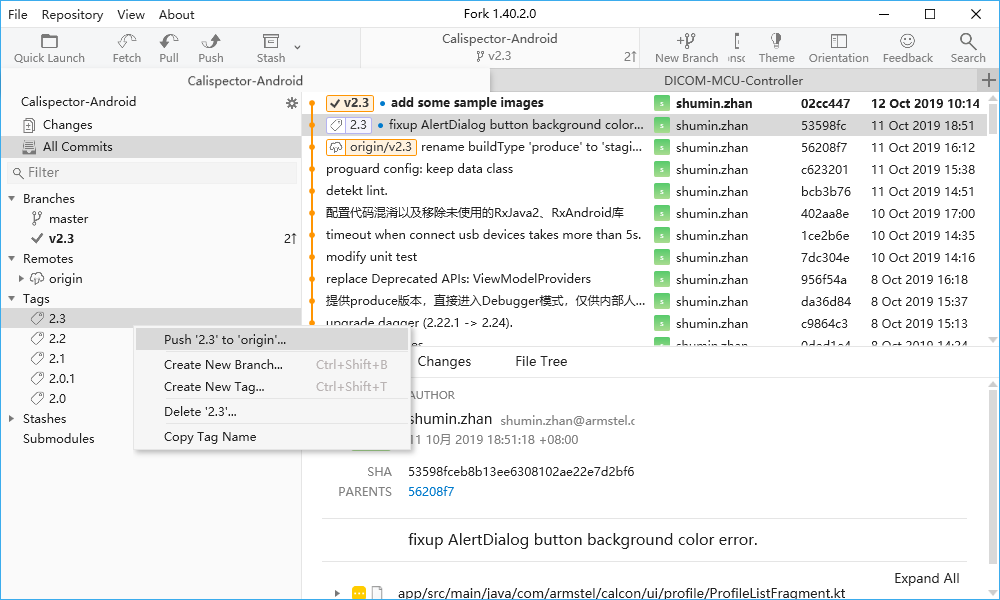 File Repository View About
Fork 1.40.2.0
Quick Launch Fetch Pull Push Stash
Calispector-Android
v2.3 2↑
New Branch Theme Orientation Feedback Search
Calispector-Android
DICOM-MCU-Controller
Calispector-Android
Changes
All Commits
Filter
Branches
master
v2.3 2↑
Remotes
origin
Tags
2.3
2.2
2.1
2.0.1
2.0
Stashes
Submodules
v2.3 add some sample images s shumin.zhan 02cc447 12 Oct 2019 10:14
2.3 fixup AlertDialog button background color... s shumin.zhan 53598fc 11 Oct 2019 18:51
origin/v2.3 rename buildType 'produce' to 'stagi... s shumin.zhan 56208f7 11 Oct 2019 16:12
proguard config: keep data class s shumin.zhan c623201 11 Oct 2019 15:38
detekt lint. s shumin.zhan bcb3b76 11 Oct 2019 14:51
配置代码混淆以及移除未使用的RxJava2、RxAndroid库 s shumin.zhan 402aa8e 10 Oct 2019 17:00
timeout when connect usb devices takes more than 5s. s shumin.zhan 1ce2b6e 10 Oct 2019 14:35
modify unit test s shumin.zhan 7dc304e 10 Oct 2019 14:16
replace Deprecated APIs: ViewModelProviders s shumin.zhan 956f54a 8 Oct 2019 16:18
提供produce版本，直接进入Debugger模式，仅供内部人... s shumin.zhan da36d84 8 Oct 2019 15:37
upgrade dagger (2.22.1 -> 2.24). s shumin.zhan c9864c3 8 Oct 2019 15:13
Push '2.3' to 'origin'...
Create New Branch... Ctrl+Shift+B
Create New Tag... Ctrl+Shift+T
Delete '2.3'...
Copy Tag Name
Changes File Tree
AUTHOR
shumin.zhan shumin.zhan@armstel.c
11 10月 2019 18:51:18 +08:00
SHA 53598fceb8b13ee6308102ae22e7d2bf6
PARENTS 56208f7
fixup AlertDialog button background color error.
Expand All
app/src/main/java/com/armstel/calcon/ui/profile/ProfileListFragment.kt